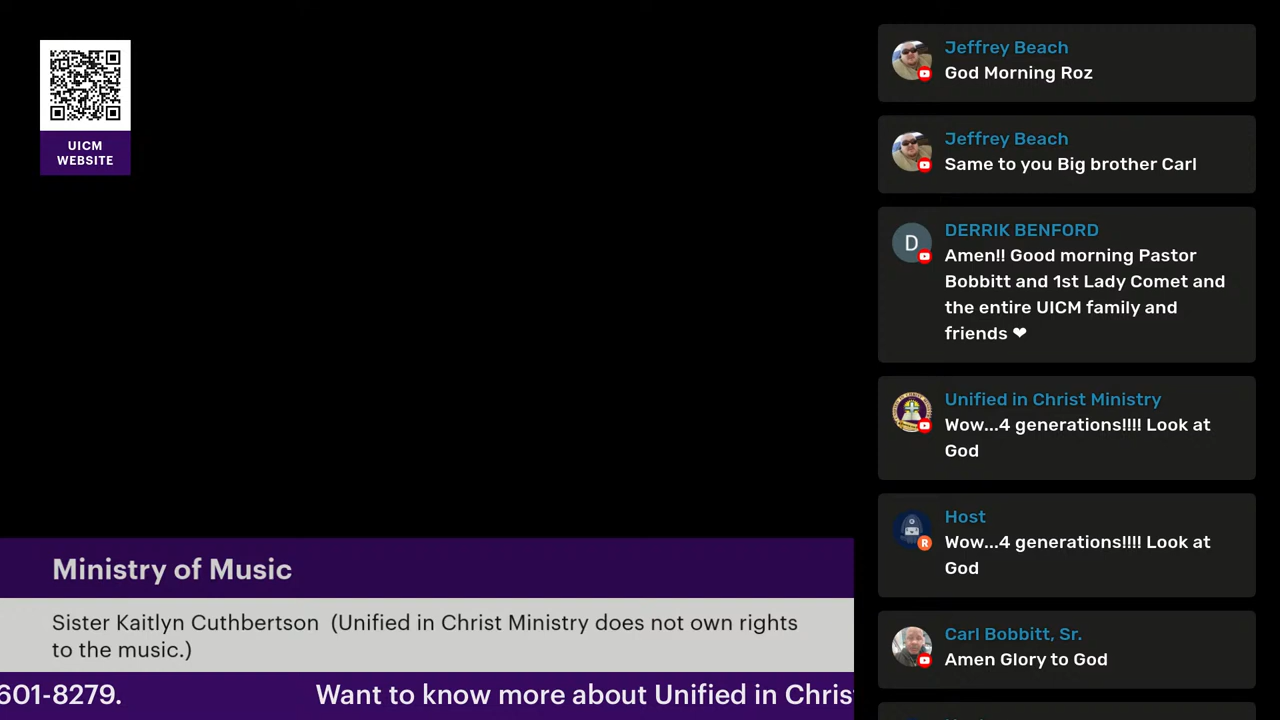 UICM
WEBSITE
Ministry of Music
Sister Kaitlyn Cuthbertson (Unified in Christ Ministry does not own rights
to the music.)
601-8279. Want to know more about Unified in Chris
Jeffrey Beach
God Morning Roz
Jeffrey Beach
Same to you Big brother Carl
D
DERRIK BENFORD
Amen!! Good morning Pastor
Bobbitt and 1st Lady Comet and
the entire UICM family and
friends ❤
Unified in Christ Ministry
Wow...4 generations!!!! Look at
God
Host
R
Wow...4 generations!!!! Look at
God
Carl Bobbitt, Sr.
Amen Glory to God